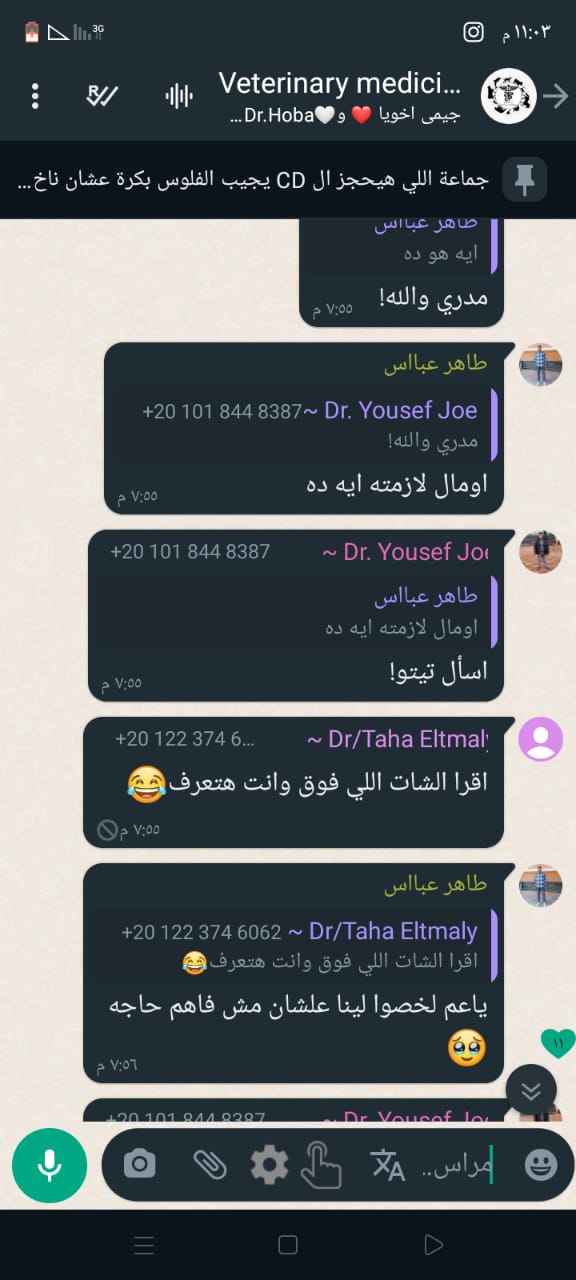 ١١:٠٣ م
3G
Veterinary medici...
جيمى اخويا ❤️ و🤍Dr.Hoba...
جماعة اللي هيحجز ال CD يجيب الفلوس بكرة عشان ناخ...
طاهر عبااس
ايه هو ده
مدري والله!
٧:٥٥ م
طاهر عبااس
+20 101 844 8387 ~ Dr. Yousef Joe
مدري والله!
اومال لازمته ايه ده
٧:٥٥ م
+20 101 844 8387 ~ Dr. Yousef Joe
طاهر عبااس
اومال لازمته ايه ده
اسأل تيتو!
٧:٥٥ م
+20 122 374 6... ~ Dr/Taha Eltmaly
اقرا الشات اللي فوق وانت هتعرف😂
٧:٥٥ م
طاهر عبااس
+20 122 374 6062 ~ Dr/Taha Eltmaly
اقرا الشات اللي فوق وانت هتعرف😂
ياعم لخصوا لينا علشان مش فاهم حاجه
🥹
٧:٥٦ م
١١
+20 101 844 8387 ~ Dr. Yousef Joe
مراس..